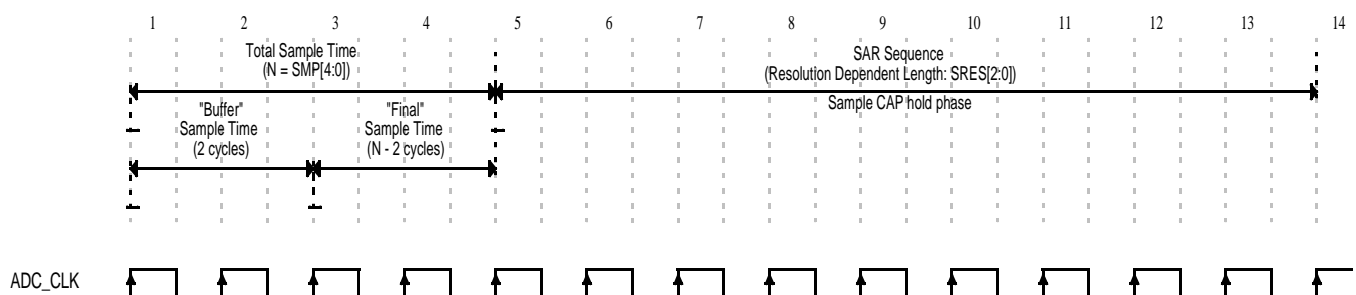 1 2 3 4 5 6 7 8 9 10 11 12 13 14
Total Sample Time
(N = SMP[4:0])
SAR Sequence
(Resolution Dependent Length: SRES[2:0])
Sample CAP hold phase
"Buffer"
Sample Time
(2 cycles)
"Final"
Sample Time
(N - 2 cycles)
ADC_CLK